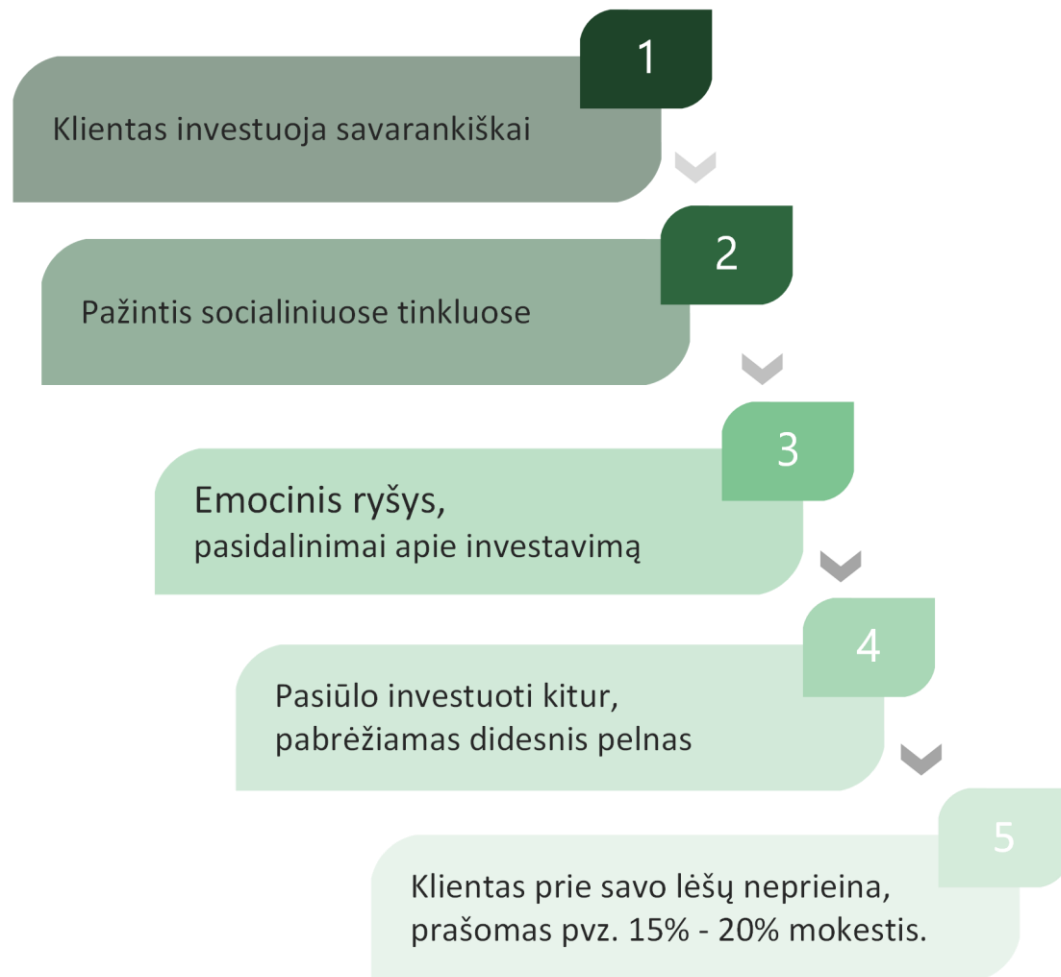 1
Klientas investuoja savarankiškai
2
Pažintis socialiniuose tinkluose
3
Emocinis ryšys,
pasidalinimai apie investavimą
4
Pasiūlo investuoti kitur,
pabrėžiamas didesnis pelnas
5
Klientas prie savo lėšų neprieina,
prašomas pvz. 15% - 20% mokestis.